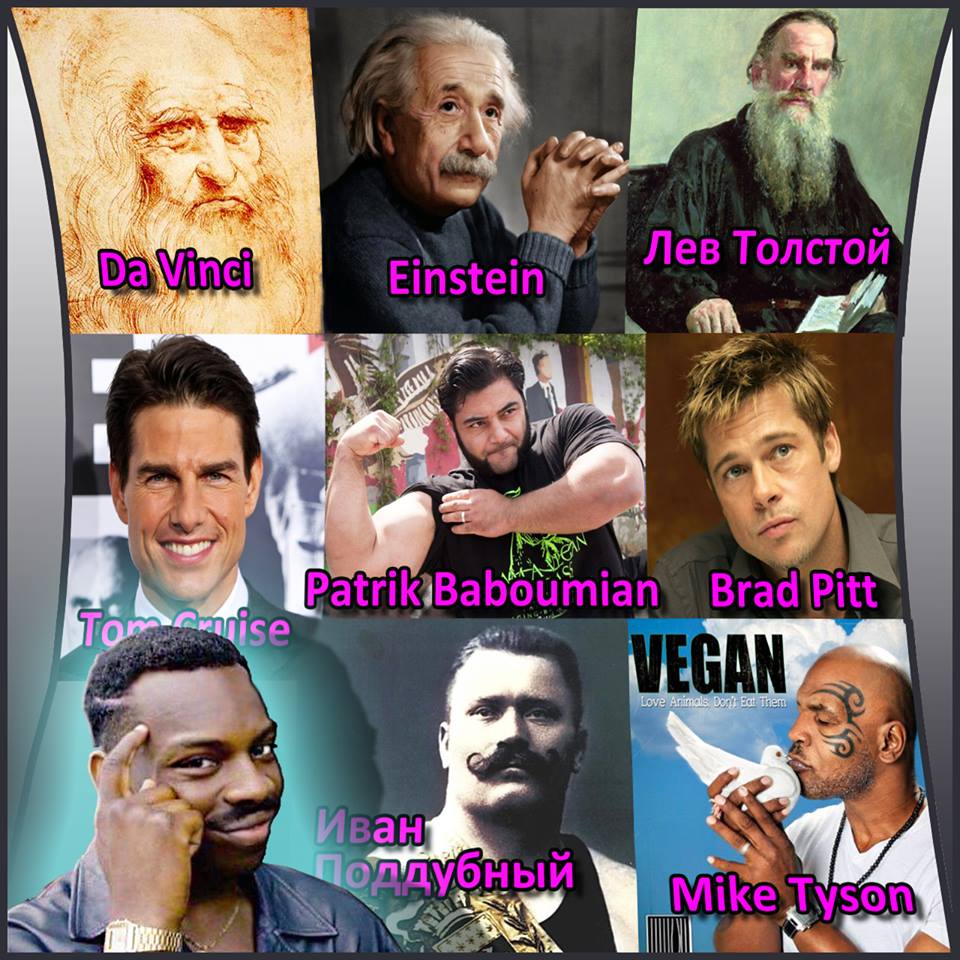 Da Vinci
Einstein
Лев Толстой
Tom Cruise
Patrik Baboumian
Brad Pitt
Иван
Поддубный
VEGAN
Love Animals, Don't Eat Them
Mike Tyson